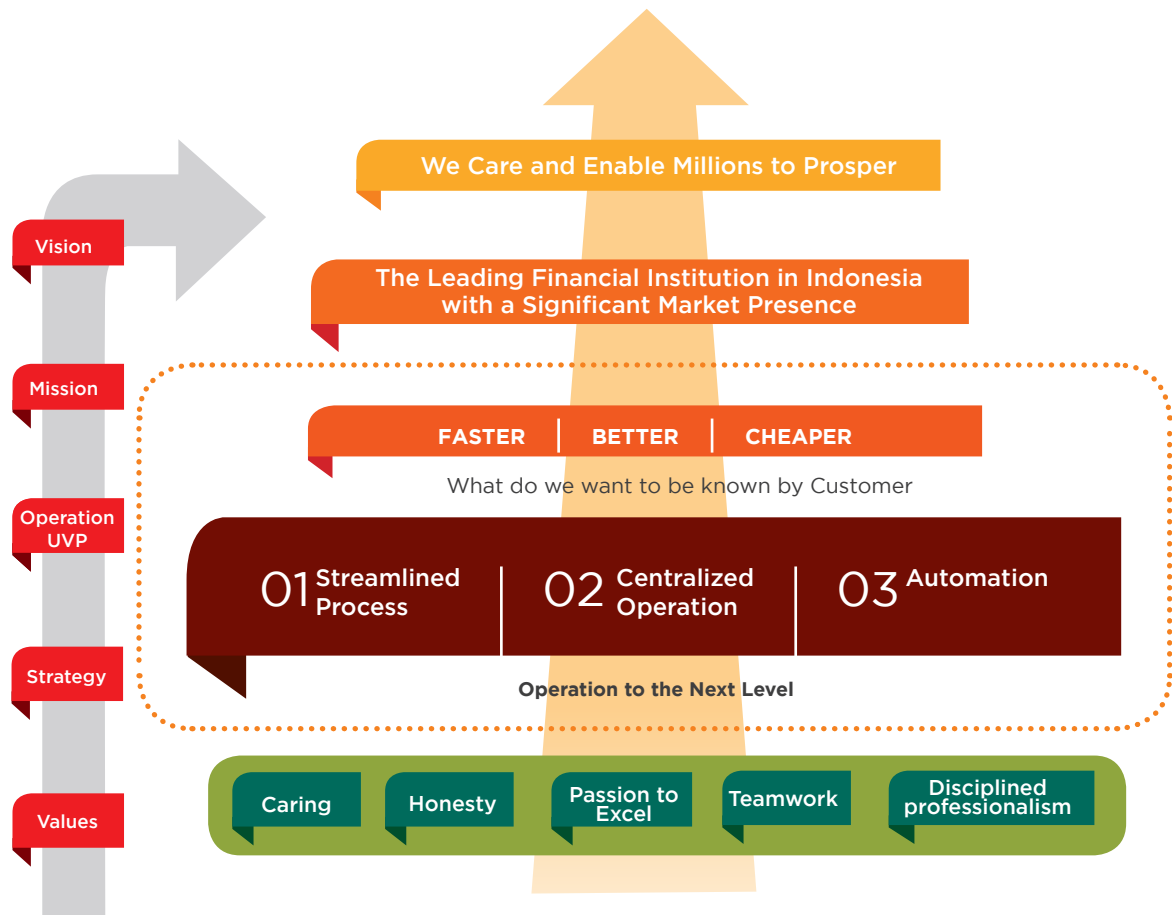 We Care and Enable Millions to Prosper
Vision
The Leading Financial Institution in Indonesia
with a Significant Market Presence
Mission
FASTER BETTER CHEAPER
What do we want to be known by Customer
Operation
UVP
01 Streamlined
Process
02 Centralized
Operation
03 Automation
Strategy
Operation to the Next Level
Values
Caring
Honesty
Passion to
Excel
Teamwork
Disciplined
professionalism